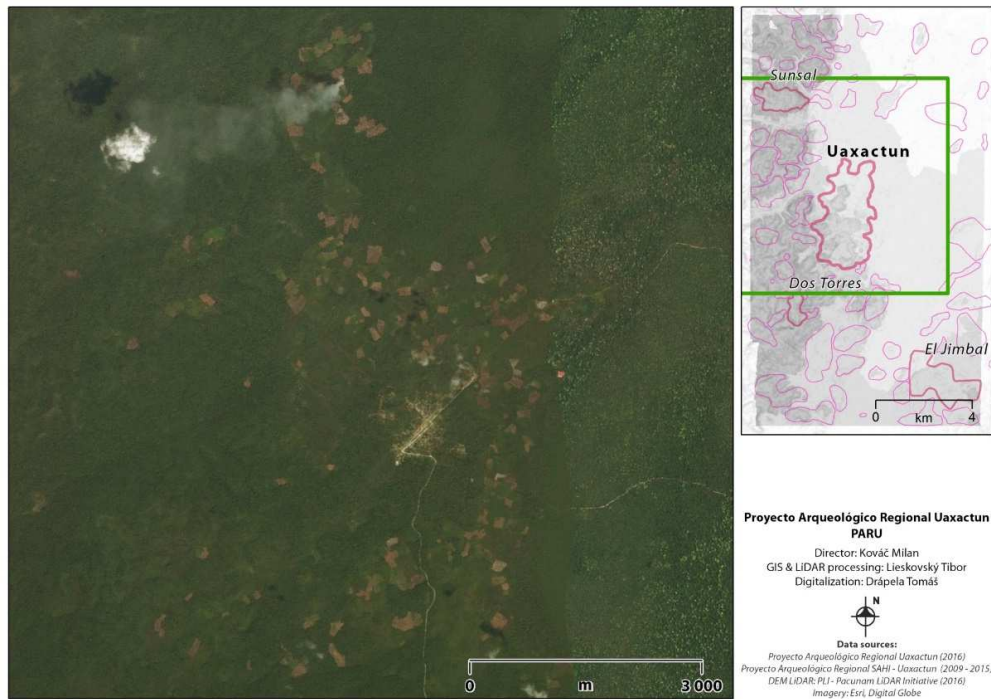 Sunsal
Uaxactun
Dos Torres
El Jimbal
0 4
km
Proyecto Arqueológico Regional Uaxactun
PARU
Director: Kováč Milan
GIS & LiDAR processing: Lieskovský Tibor
Digitalization: Drápela Tomáš
N
Data sources:
Proyecto Arqueológico Regional Uaxactun (2016)
Proyecto Arqueológico Regional SAHI - Uaxactun (2009 - 2015)
DEM LiDAR: PLI - Pacunam LiDAR Initiative (2016)
Imagery: Esri, Digital Globe
0 m 3 000